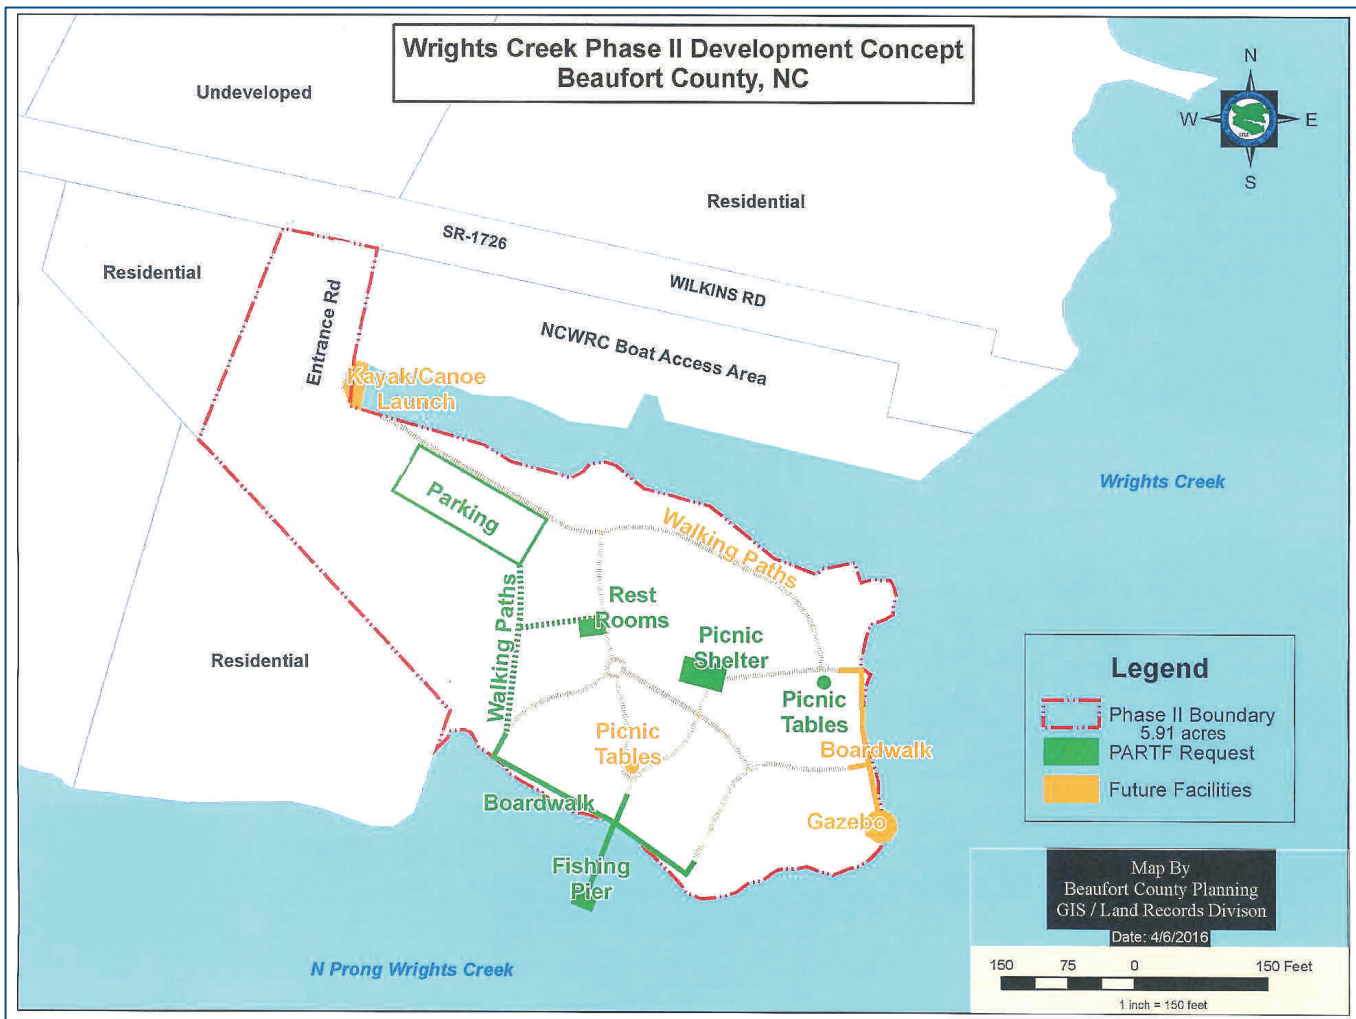 Wrights Creek Phase II Development Concept
Beaufort County, NC
N
W
E
S
Undeveloped
Residential
SR-1726
WILKINS RD
Residential
Entrance Rd
NCWRC Boat Access Area
Kayak/Canoe
Launch
Wrights Creek
Parking
Walking Paths
Walking Paths
Rest
Rooms
Picnic
Shelter
Residential
Picnic
Tables
Picnic
Tables
Boardwalk
Boardwalk
Gazebo
Fishing
Pier
N Prong Wrights Creek
Legend
Phase II Boundary
5.91 acres
PARTF Request
Future Facilities
Map By
Beaufort County Planning
GIS / Land Records Divison
Date: 4/6/2016
150 75 0 150 Feet
1 inch = 150 feet